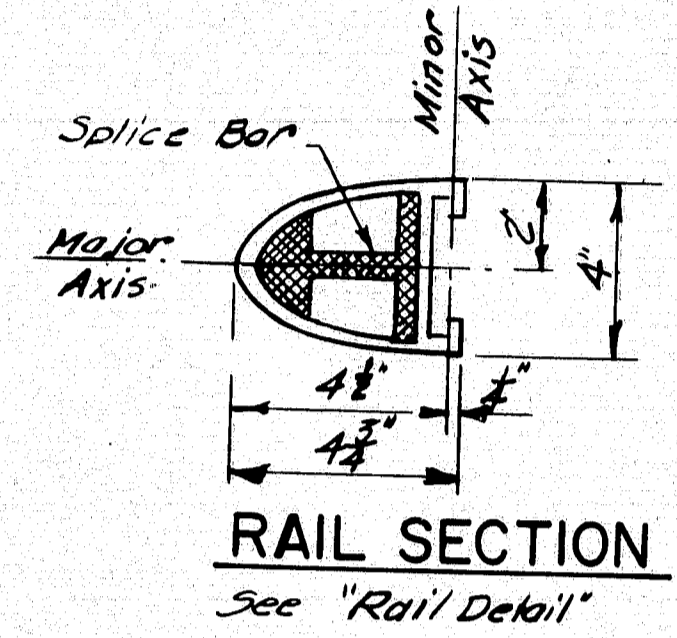 Minor
Axis
Splice Bar
Major
Axis
2"
4"
4 1/2"
1/4"
4 3/4"
RAIL SECTION
See "Rail Detail"